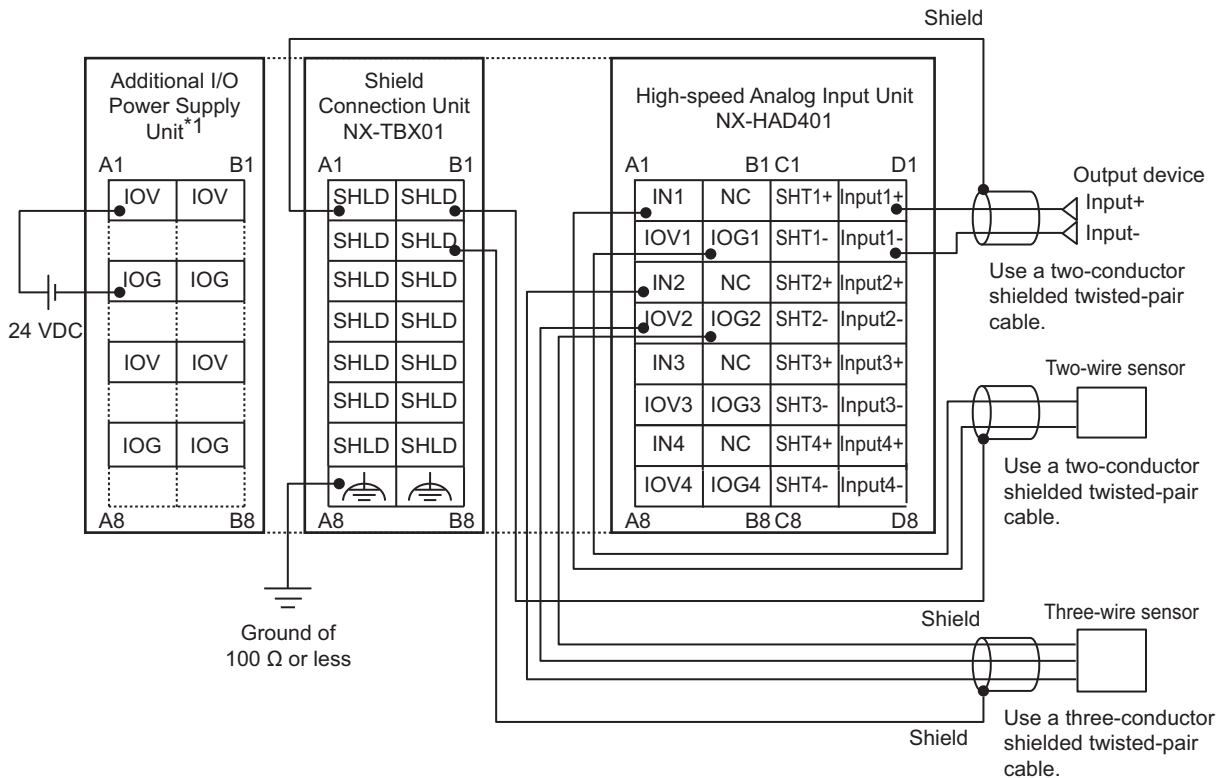 Shield
Additional I/O
Power Supply
Unit*1
A1 B1
IOV IOV
IOG IOG
IOV IOV
IOG IOG
A8 B8
24 VDC
Shield
Connection Unit
NX-TBX01
A1 B1
SHLD SHLD
SHLD SHLD
SHLD SHLD
SHLD SHLD
SHLD SHLD
SHLD SHLD
SHLD SHLD
A8 B8
Ground of
100 Ω or less
High-speed Analog Input Unit
NX-HAD401
A1 B1 C1 D1
IN1 NC SHT1+ Input1+
IOV1 IOG1 SHT1- Input1-
IN2 NC SHT2+ Input2+
IOV2 IOG2 SHT2- Input2-
IN3 NC SHT3+ Input3+
IOV3 IOG3 SHT3- Input3-
IN4 NC SHT4+ Input4+
IOV4 IOG4 SHT4- Input4-
A8 B8 C8 D8
Output device
Input+
Input-
Use a two-conductor
shielded twisted-pair
cable.
Two-wire sensor
Use a two-conductor
shielded twisted-pair
cable.
Shield
Three-wire sensor
Shield
Use a three-conductor
shielded twisted-pair
cable.